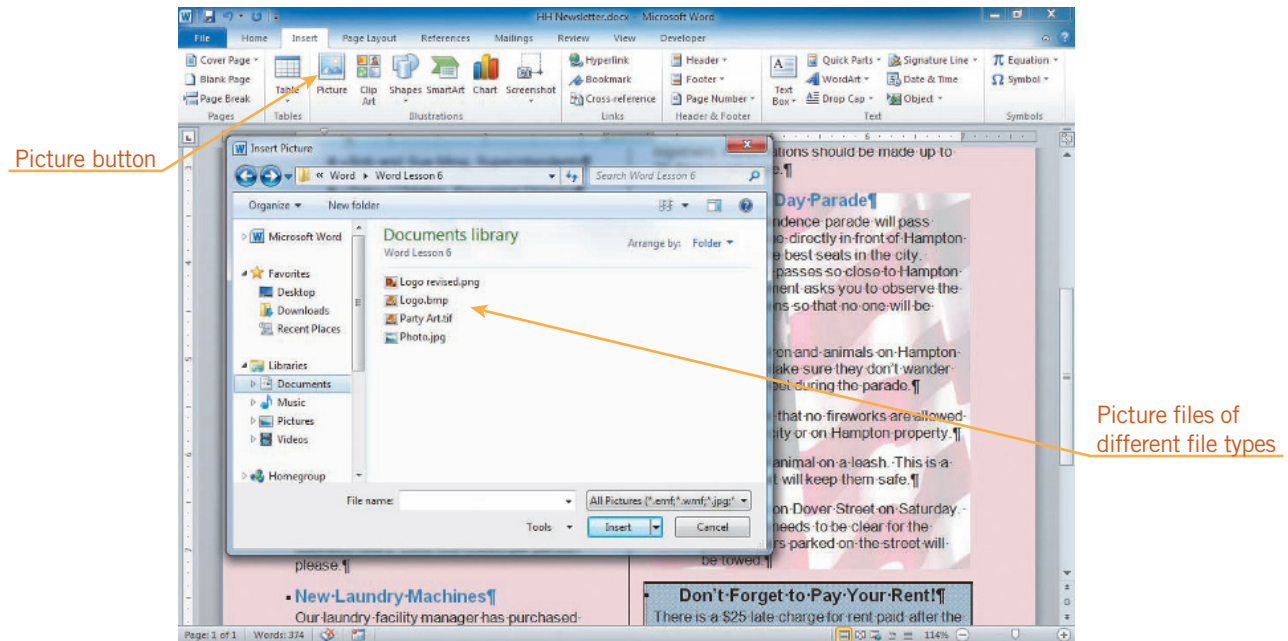 HH Newsletter.docx - Microsoft Word
File Home Insert Page Layout References Mailings Review View Developer
Cover Page
Blank Page
Page Break
Pages
Table
Tables
Picture
Clip Art
Shapes
SmartArt
Chart
Screenshot
Illustrations
Hyperlink
Bookmark
Cross-reference
Links
Header
Footer
Page Number
Header & Footer
Text Box
Quick Parts
WordArt
Drop Cap
Signature Line
Date & Time
Object
Text
Equation
Symbol
Symbols
Picture button
Insert Picture
« Word ▸ Word Lesson 6
Search Word Lesson 6
Organize New folder
Microsoft Word
Favorites
Desktop
Downloads
Recent Places
Libraries
Documents
Music
Pictures
Videos
Homegroup
Documents library
Word Lesson 6
Arrange by: Folder
Logo revised.png
Logo.bmp
Party Art.tif
Photo.jpg
File name:
All Pictures (*.emf;*.wmf;*.jpg;*
Tools Insert Cancel
ations should be made up to
Day·Parade¶
ndence·parade·will·pass·
directly·in·front·of·Hampton·
best·seats·in·the·city.·
passes·so·close·to·Hampton·
ment·asks·you·to·observe·the·
ns·so·that·no·one·will·be·
ren·and·animals·on·Hampton·
ake·sure·they·don't·wander·
eet·during·the·parade.¶
that·no·fireworks·are·allowed·
city·or·on·Hampton·property.¶
animal·on·a·leash.·This·is·a·
will·keep·them·safe.¶
on·Dover·Street·on·Saturday.·
needs·to·be·clear·for·the·
rs·parked·on·the·street·will·
be·towed.¶
Picture files of
different file types
please.¶
New·Laundry·Machines¶
Our·laundry·facility·manager·has·purchased·
Don't·Forget·to·Pay·Your·Rent!¶
There·is·a·$25·late·charge·for·rent·paid·after·the
Page: 1 of 1 Words: 374 114%